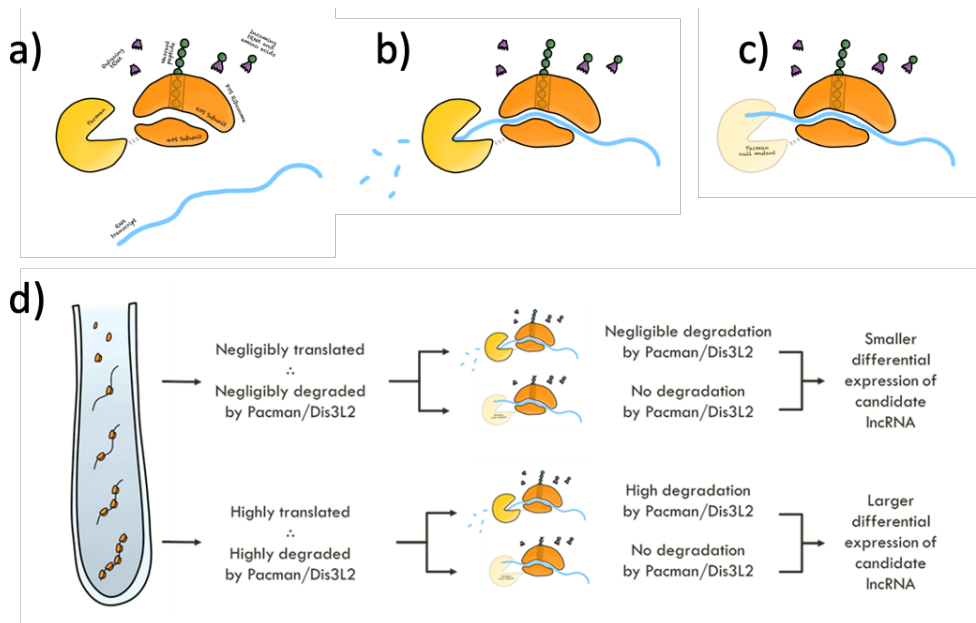 a)
Outgoing
tRNA
Nascent
peptide
Incoming
tRNA and
amino acids
80S Ribosome
Pacman
60S Subunit
40S Subunit
RNA
transcript
b)
c)
Pacman
null mutant
d)
Negligibly translated
∴
Negligibly degraded
by Pacman/Dis3L2
Negligible degradation
by Pacman/Dis3L2
No degradation
by Pacman/Dis3L2
Smaller
differential
expression of
candidate
lncRNA
Highly translated
∴
Highly degraded
by Pacman/Dis3L2
High degradation
by Pacman/Dis3L2
No degradation
by Pacman/Dis3L2
Larger
differential
expression of
candidate
lncRNA